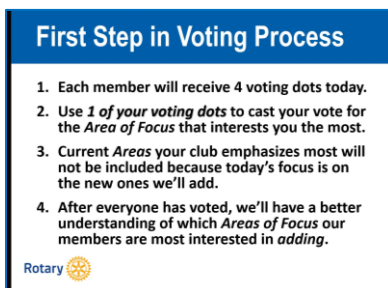 First Step in Voting Process
1. Each member will receive 4 voting dots today.
2. Use 1 of your voting dots to cast your vote for
the Area of Focus that interests you the most.
3. Current Areas your club emphasizes most will
not be included because today's focus is on
the new ones we'll add.
4. After everyone has voted, we'll have a better
understanding of which Areas of Focus our
members are most interested in adding.
Rotary